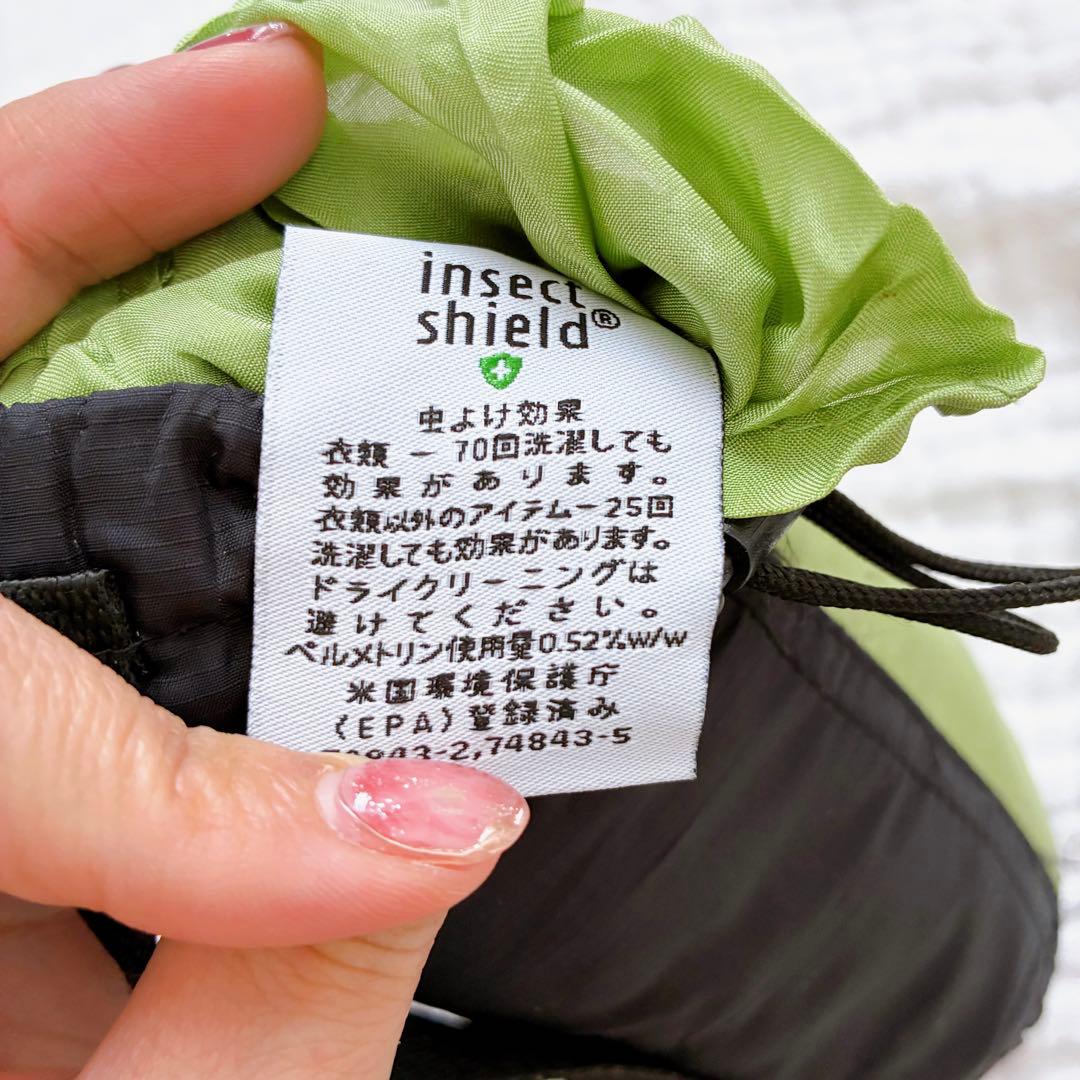 insect
shield®
虫よけ効果
衣類 － 70回洗濯しても
効果があります。
衣類以外のアイテムー25回
洗濯しても効果があります。
ドライクリーニングは
避けてください。
ペルメトリン使用量0.52%w/w
米国環境保護庁
(EPA)登録済み
74843-5